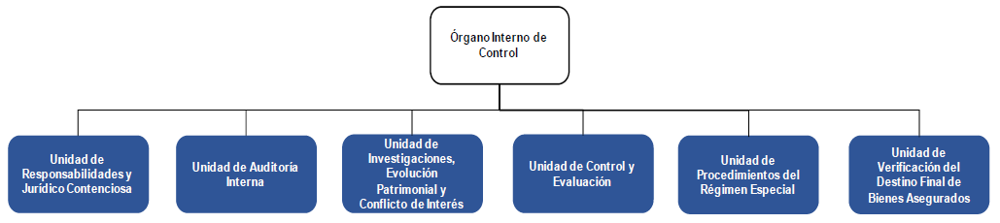 Órgano Interno de
Control
Unidad de
Responsabilidades y
Jurídico Contenciosa
Unidad de Auditoría
Interna
Unidad de
Investigaciones,
Evolución
Patrimonial y
Conflicto de Interés
Unidad de Control y
Evaluación
Unidad de
Procedimientos del
Régimen Especial
Unidad de
Verificación del
Destino Final de
Bienes Asegurados